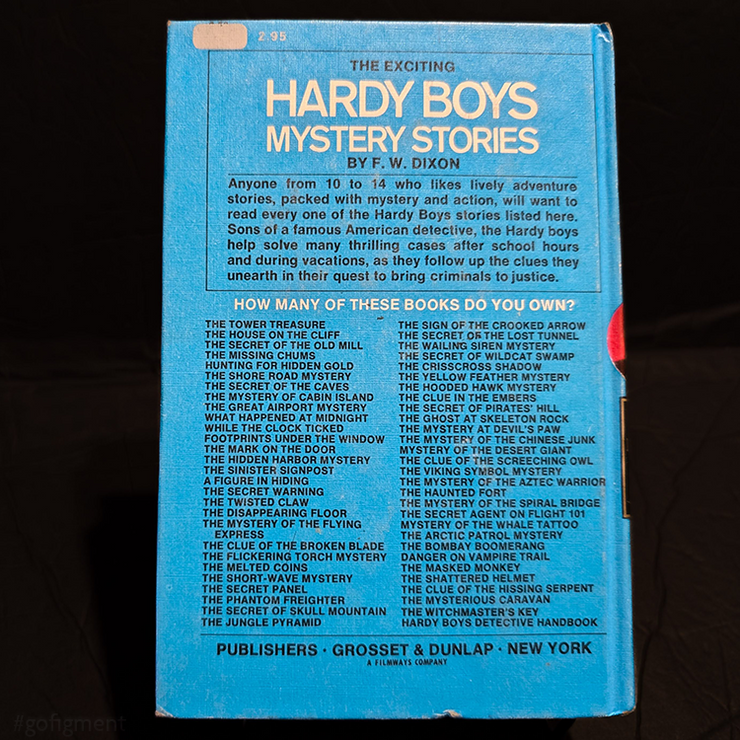 2.95
THE EXCITING
HARDY BOYS
MYSTERY STORIES
BY F. W. DIXON
Anyone from 10 to 14 who likes lively adventure
stories, packed with mystery and action, will want to
read every one of the Hardy Boys stories listed here.
Sons of a famous American detective, the Hardy boys
help solve many thrilling cases after school hours
and during vacations, as they follow up the clues they
unearth in their quest to bring criminals to justice.
HOW MANY OF THESE BOOKS DO YOU OWN?
THE TOWER TREASURE
THE HOUSE ON THE CLIFF
THE SECRET OF THE OLD MILL
THE MISSING CHUMS
HUNTING FOR HIDDEN GOLD
THE SHORE ROAD MYSTERY
THE SECRET OF THE CAVES
THE MYSTERY OF CABIN ISLAND
THE GREAT AIRPORT MYSTERY
WHAT HAPPENED AT MIDNIGHT
WHILE THE CLOCK TICKED
FOOTPRINTS UNDER THE WINDOW
THE MARK ON THE DOOR
THE HIDDEN HARBOR MYSTERY
THE SINISTER SIGNPOST
A FIGURE IN HIDING
THE SECRET WARNING
THE TWISTED CLAW
THE DISAPPEARING FLOOR
THE MYSTERY OF THE FLYING
EXPRESS
THE CLUE OF THE BROKEN BLADE
THE FLICKERING TORCH MYSTERY
THE MELTED COINS
THE SHORT-WAVE MYSTERY
THE SECRET PANEL
THE PHANTOM FREIGHTER
THE SECRET OF SKULL MOUNTAIN
THE JUNGLE PYRAMID
THE SIGN OF THE CROOKED ARROW
THE SECRET OF THE LOST TUNNEL
THE WAILING SIREN MYSTERY
THE SECRET OF WILDCAT SWAMP
THE CRISSCROSS SHADOW
THE YELLOW FEATHER MYSTERY
THE HOODED HAWK MYSTERY
THE CLUE IN THE EMBERS
THE SECRET OF PIRATES' HILL
THE GHOST AT SKELETON ROCK
THE MYSTERY AT DEVIL'S PAW
THE MYSTERY OF THE CHINESE JUNK
MYSTERY OF THE DESERT GIANT
THE CLUE OF THE SCREECHING OWL
THE VIKING SYMBOL MYSTERY
THE MYSTERY OF THE AZTEC WARRIOR
THE HAUNTED FORT
THE MYSTERY OF THE SPIRAL BRIDGE
THE SECRET AGENT ON FLIGHT 101
MYSTERY OF THE WHALE TATTOO
THE ARCTIC PATROL MYSTERY
THE BOMBAY BOOMERANG
DANGER ON VAMPIRE TRAIL
THE MASKED MONKEY
THE SHATTERED HELMET
THE CLUE OF THE HISSING SERPENT
THE MYSTERIOUS CARAVAN
THE WITCHMASTER'S KEY
HARDY BOYS DETECTIVE HANDBOOK
PUBLISHERS · GROSSET & DUNLAP · NEW YORK
A FILMWAYS COMPANY
#gofigment